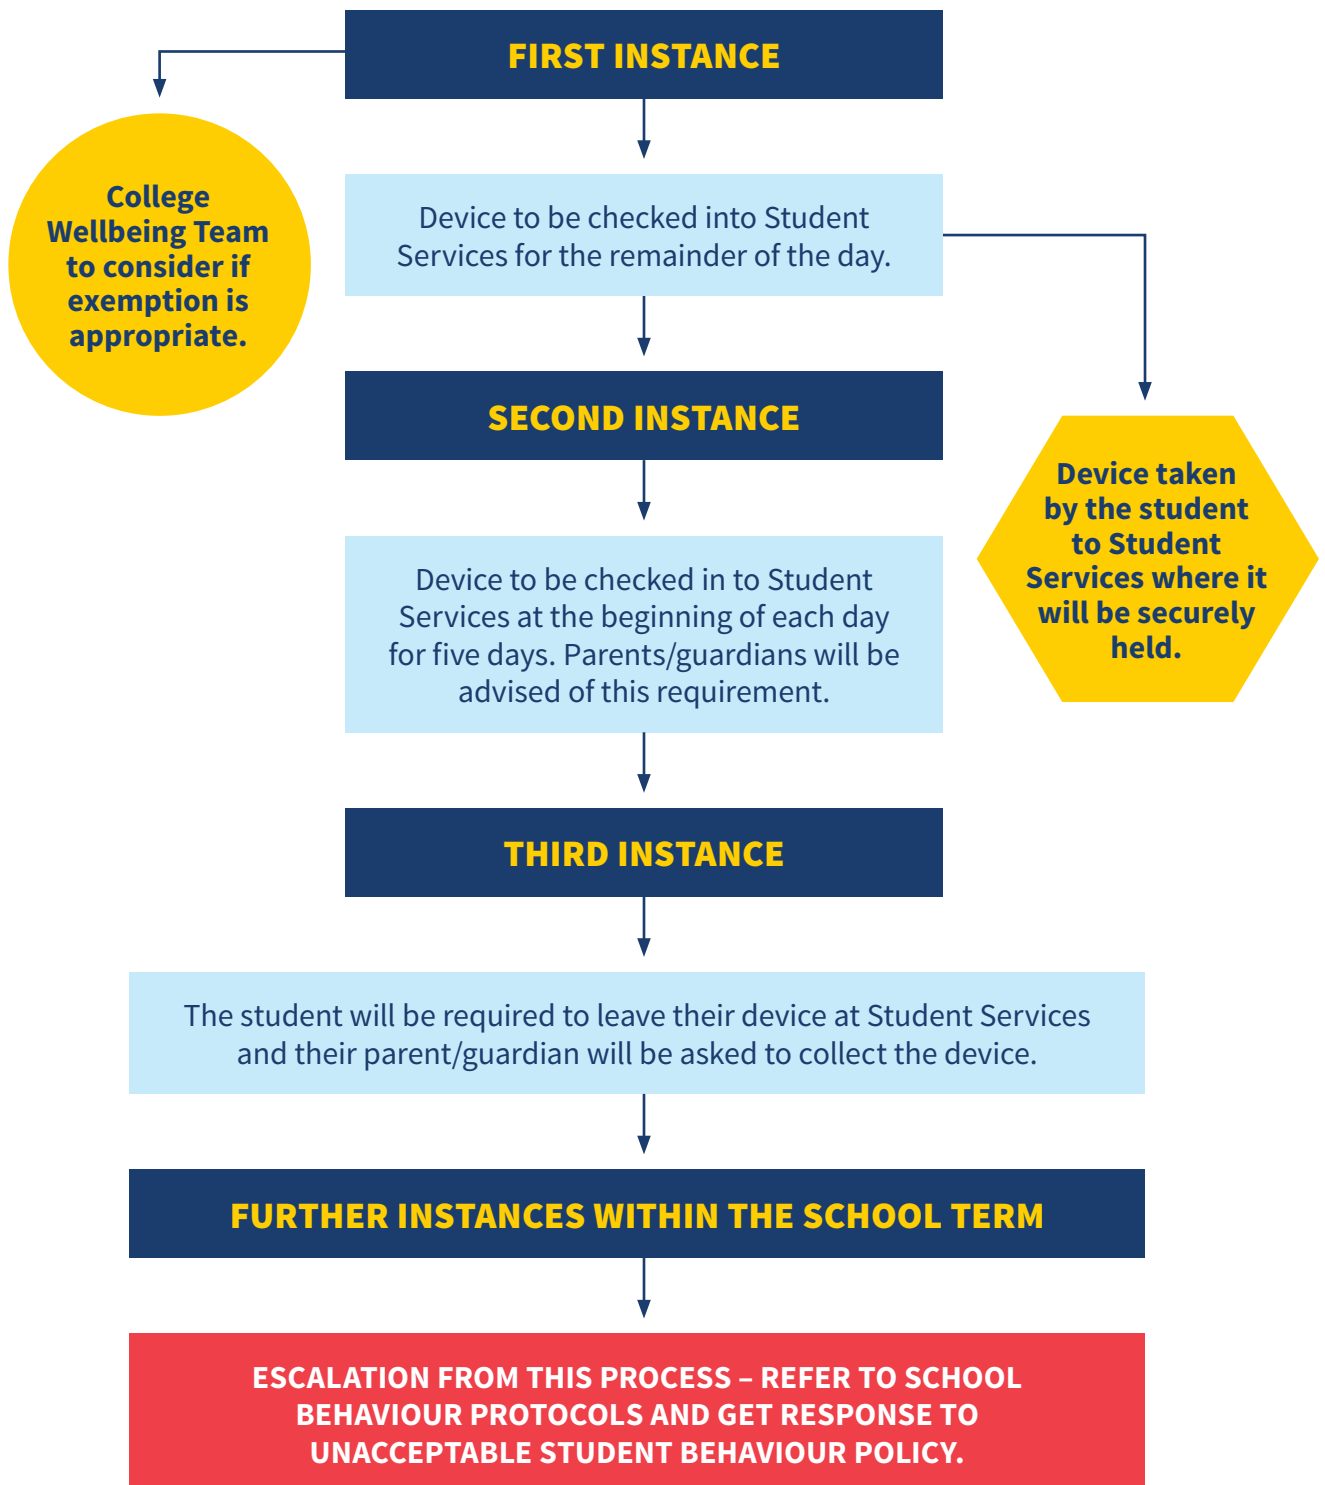 FIRST INSTANCE
College
Wellbeing Team
to consider if
exemption is
appropriate.
Device to be checked into Student
Services for the remainder of the day.
SECOND INSTANCE
Device taken
by the student
to Student
Services where it
will be securely
held.
Device to be checked in to Student
Services at the beginning of each day
for five days. Parents/guardians will be
advised of this requirement.
THIRD INSTANCE
The student will be required to leave their device at Student Services
and their parent/guardian will be asked to collect the device.
FURTHER INSTANCES WITHIN THE SCHOOL TERM
ESCALATION FROM THIS PROCESS – REFER TO SCHOOL
BEHAVIOUR PROTOCOLS AND GET RESPONSE TO
UNACCEPTABLE STUDENT BEHAVIOUR POLICY.